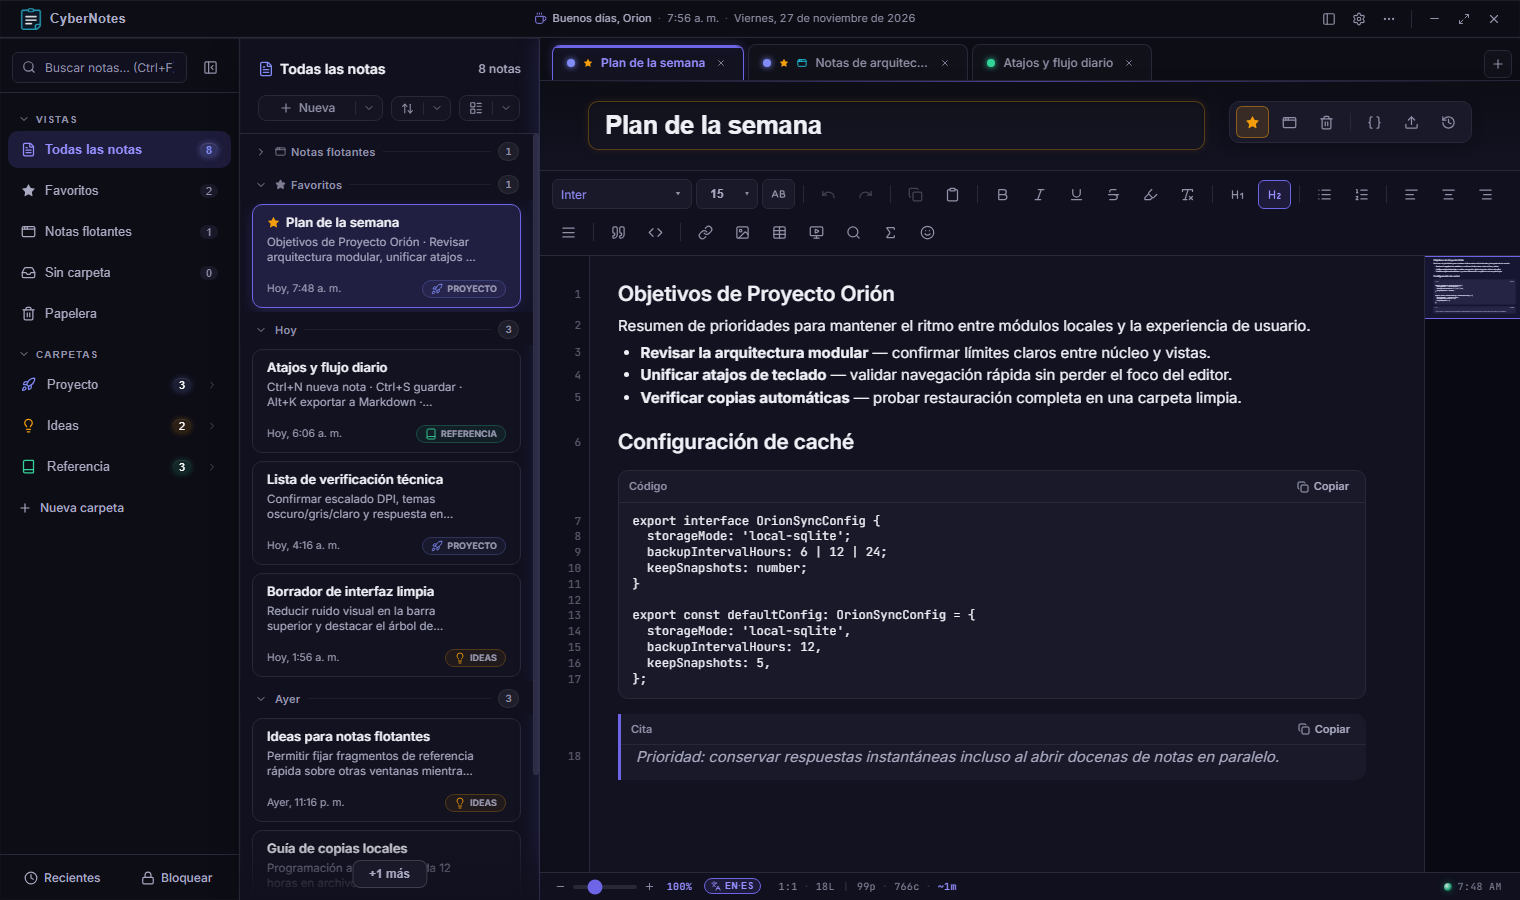 CyberNotes
Buenos días, Orion · 7:56 a. m. · Viernes, 27 de noviembre de 2026
Buscar notas... (Ctrl+F
VISTAS
Todas las notas 8
Favoritos 2
Notas flotantes 1
Sin carpeta 0
Papelera
CARPETAS
Proyecto 3
Ideas 2
Referencia 3
Nueva carpeta
Recientes
Bloquear
Todas las notas
8 notas
Nueva
Notas flotantes 1
Favoritos 1
Plan de la semana
Objetivos de Proyecto Orión · Revisar
arquitectura modular, unificar atajos ...
Hoy, 7:48 a. m.
PROYECTO
Hoy 3
Atajos y flujo diario
Ctrl+N nueva nota · Ctrl+S guardar ·
Alt+K exportar a Markdown ·...
Hoy, 6:06 a. m.
REFERENCIA
Lista de verificación técnica
Confirmar escalado DPI, temas
oscuro/gris/claro y respuesta en...
Hoy, 4:16 a. m.
PROYECTO
Borrador de interfaz limpia
Reducir ruido visual en la barra
superior y destacar el árbol de...
Hoy, 1:56 a. m.
IDEAS
Ayer 3
Ideas para notas flotantes
Permitir fijar fragmentos de referencia
rápida sobre otras ventanas mientra...
Ayer, 11:16 p. m.
IDEAS
Guía de copias locales
Programación a
la 12
horas en archiv
+1 más
Plan de la semana
Notas de arquitec...
Atajos y flujo diario
Plan de la semana
Inter
15
AB
H1
H2
1 Objetivos de Proyecto Orión
2 Resumen de prioridades para mantener el ritmo entre módulos locales y la experiencia de usuario.
3 • Revisar la arquitectura modular — confirmar límites claros entre núcleo y vistas.
4 • Unificar atajos de teclado — validar navegación rápida sin perder el foco del editor.
5 • Verificar copias automáticas — probar restauración completa en una carpeta limpia.
6 Configuración de caché
Código
Copiar
7 export interface OrionSyncConfig {
8 storageMode: 'local-sqlite';
9 backupIntervalHours: 6 | 12 | 24;
10 keepSnapshots: number;
11 }
12
13 export const defaultConfig: OrionSyncConfig = {
14 storageMode: 'local-sqlite',
15 backupIntervalHours: 12,
16 keepSnapshots: 5,
17 };
Cita
Copiar
18 Prioridad: conservar respuestas instantáneas incluso al abrir docenas de notas en paralelo.
100%
EN·ES
1:1 · 18L | 99p · 766c · ~1m
7:48 AM